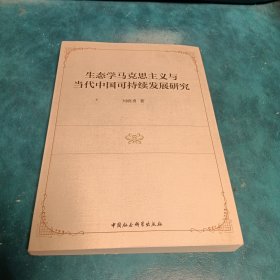 生态学马克思主义与
当代中国可持续发展研究
著
中国社会科学出版社